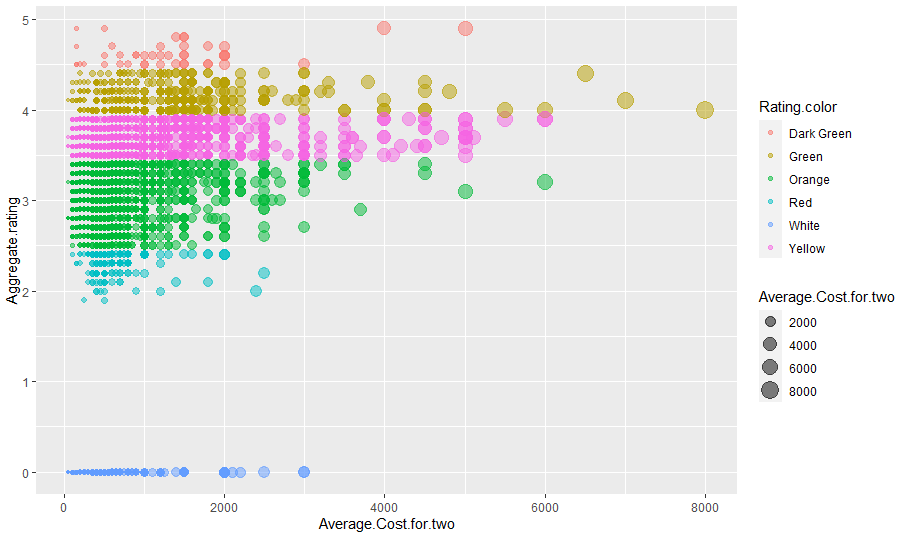 Aggregate rating
5
4
3
2
1
0
0
2000
4000
6000
8000
Average.Cost.for.two
Rating.color
Dark Green
Green
Orange
Red
White
Yellow
Average.Cost.for.two
2000
4000
6000
8000